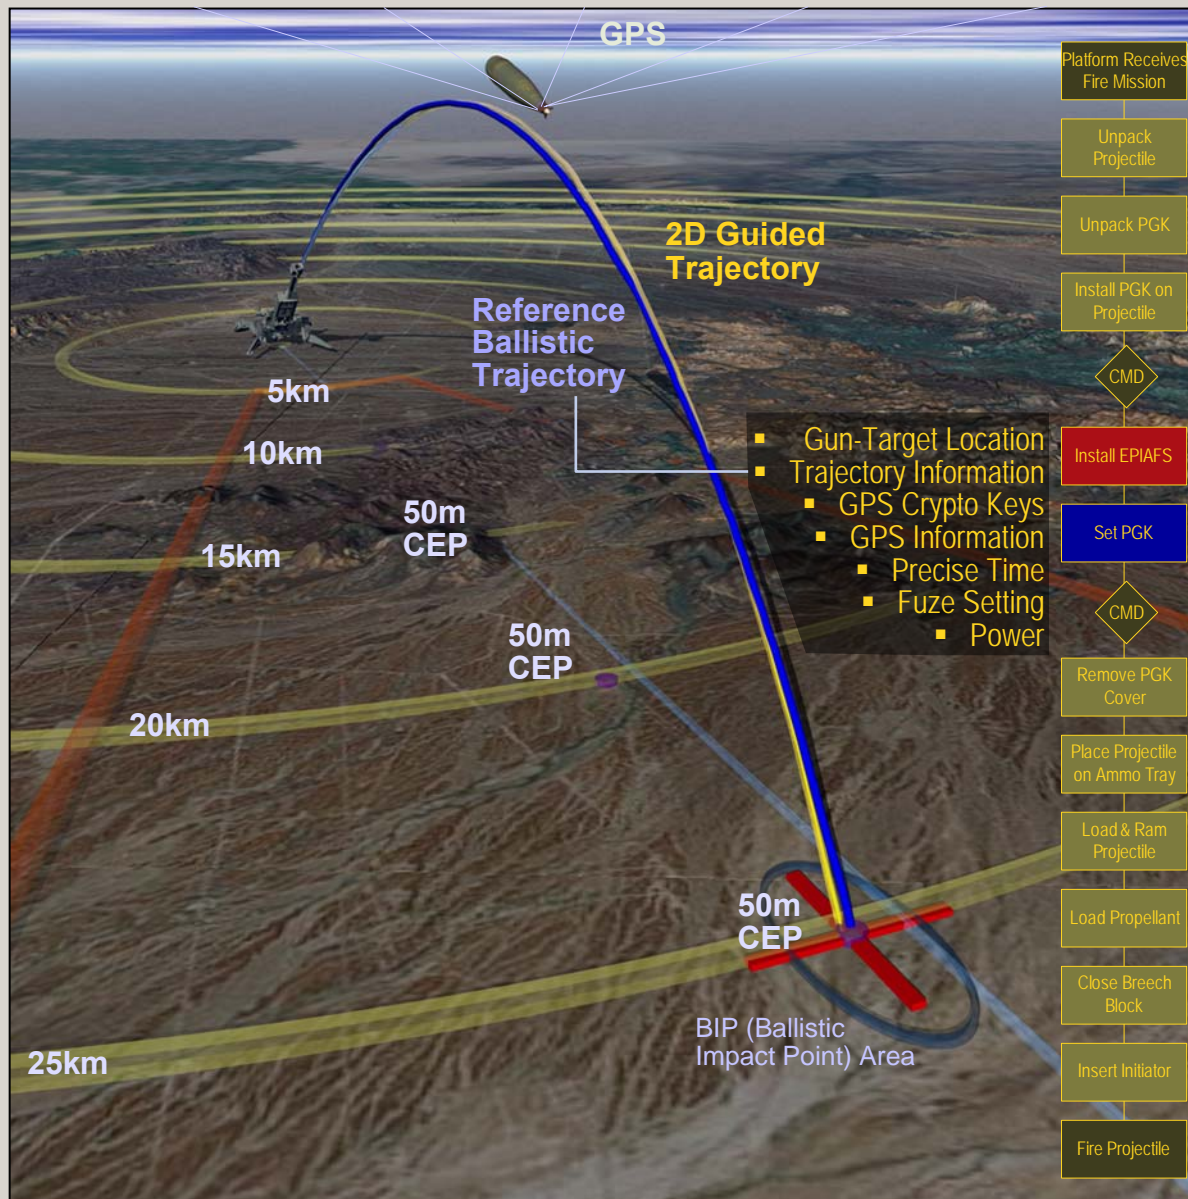 GPS
2D Guided
Trajectory
Reference
Ballistic
Trajectory
5km
10km
15km
20km
25km
50m
CEP
50m
CEP
50m
CEP
▪ Gun-Target Location
▪ Trajectory Information
▪ GPS Crypto Keys
▪ GPS Information
▪ Precise Time
▪ Fuze Setting
▪ Power
BIP (Ballistic
Impact Point) Area
Platform Receives
Fire Mission
Unpack
Projectile
Unpack PGK
Install PGK on
Projectile
CMD
Install EPIAFS
Set PGK
CMD
Remove PGK
Cover
Place Projectile
on Ammo Tray
Load & Ram
Projectile
Load Propellant
Close Breech
Block
Insert Initiator
Fire Projectile